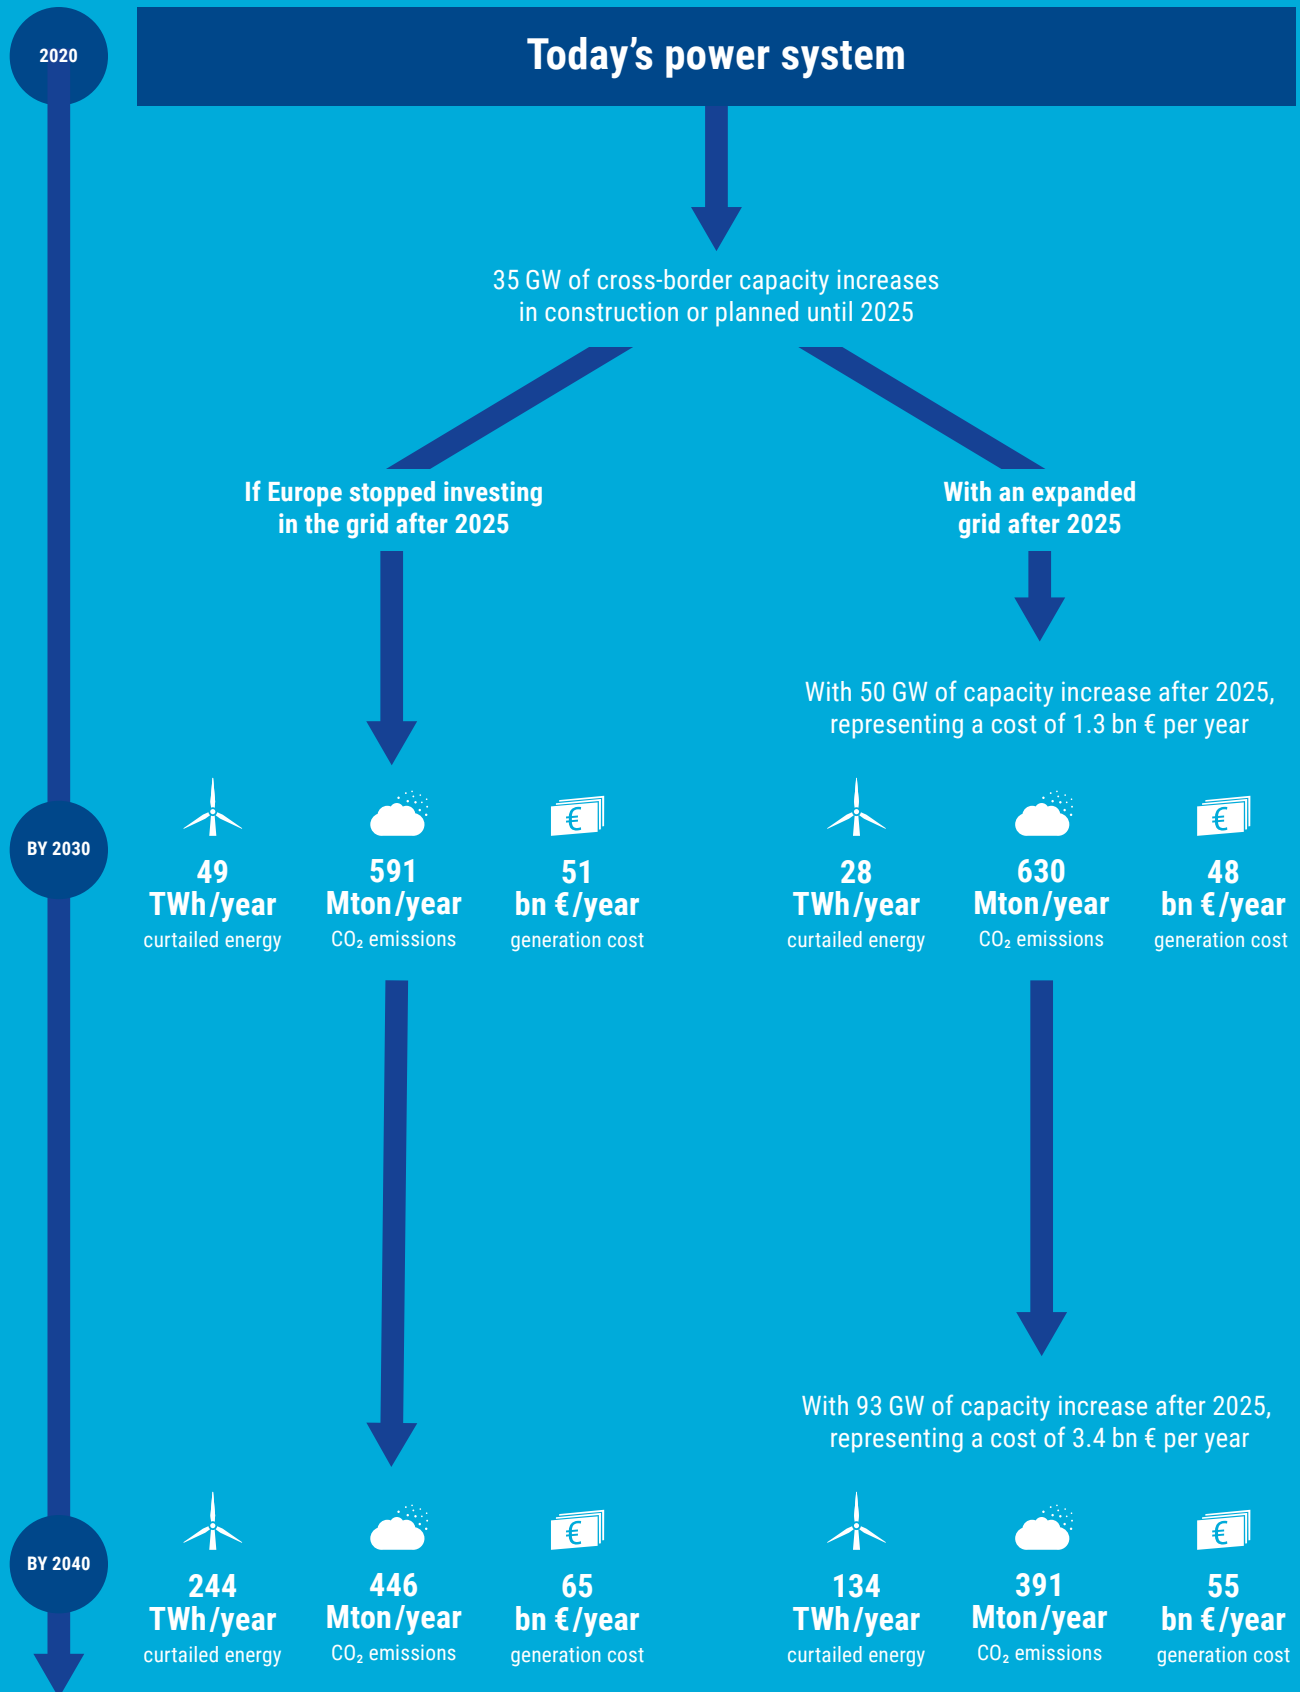 2020
Today’s power system
35 GW of cross-border capacity increases
in construction or planned until 2025
If Europe stopped investing
in the grid after 2025
With an expanded
grid after 2025
With 50 GW of capacity increase after 2025,
representing a cost of 1.3 bn € per year
BY 2030
49
TWh/year
curtailed energy
591
Mton/year
CO₂ emissions
€
51
bn €/year
generation cost
28
TWh/year
curtailed energy
630
Mton/year
CO₂ emissions
€
48
bn €/year
generation cost
With 93 GW of capacity increase after 2025,
representing a cost of 3.4 bn € per year
BY 2040
244
TWh/year
curtailed energy
446
Mton/year
CO₂ emissions
€
65
bn €/year
generation cost
134
TWh/year
curtailed energy
391
Mton/year
CO₂ emissions
€
55
bn €/year
generation cost